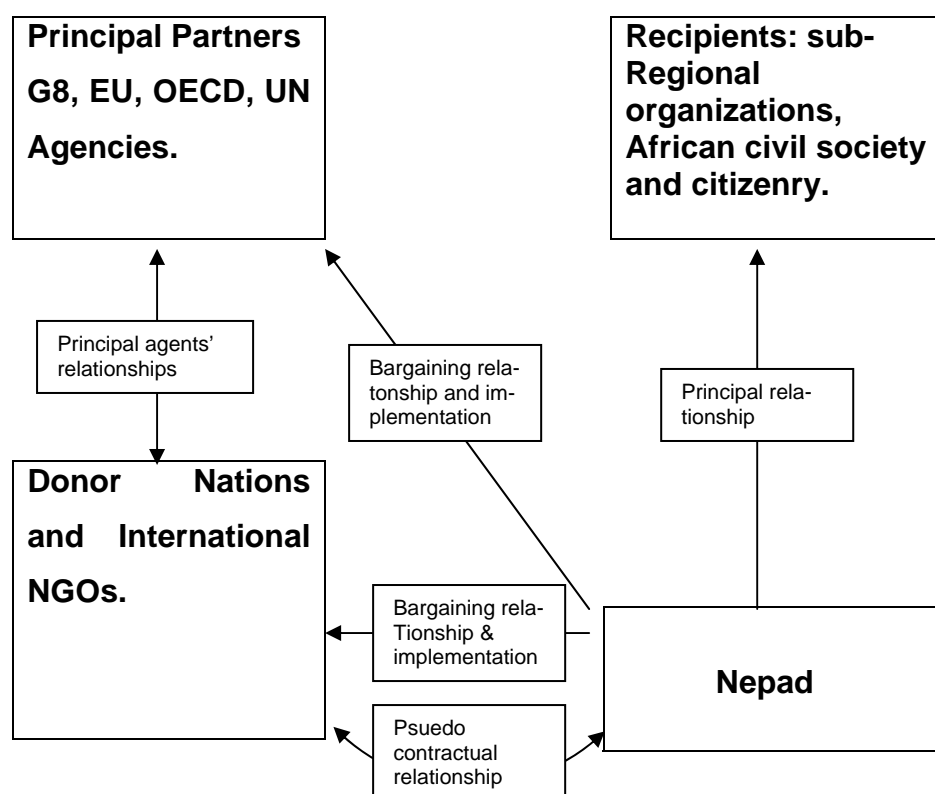 Principal Partners
G8, EU, OECD, UN
Agencies.
Recipients: sub-
Regional
organizations,
African civil society
and citizenry.
Principal agents’
relationships
Bargaining rela-
tonship and im-
plementation
Principal rela-
tionship
Donor Nations
and International
NGOs.
Bargaining rela-
Tionship &
implementation
Nepad
Psuedo
contractual
relationship